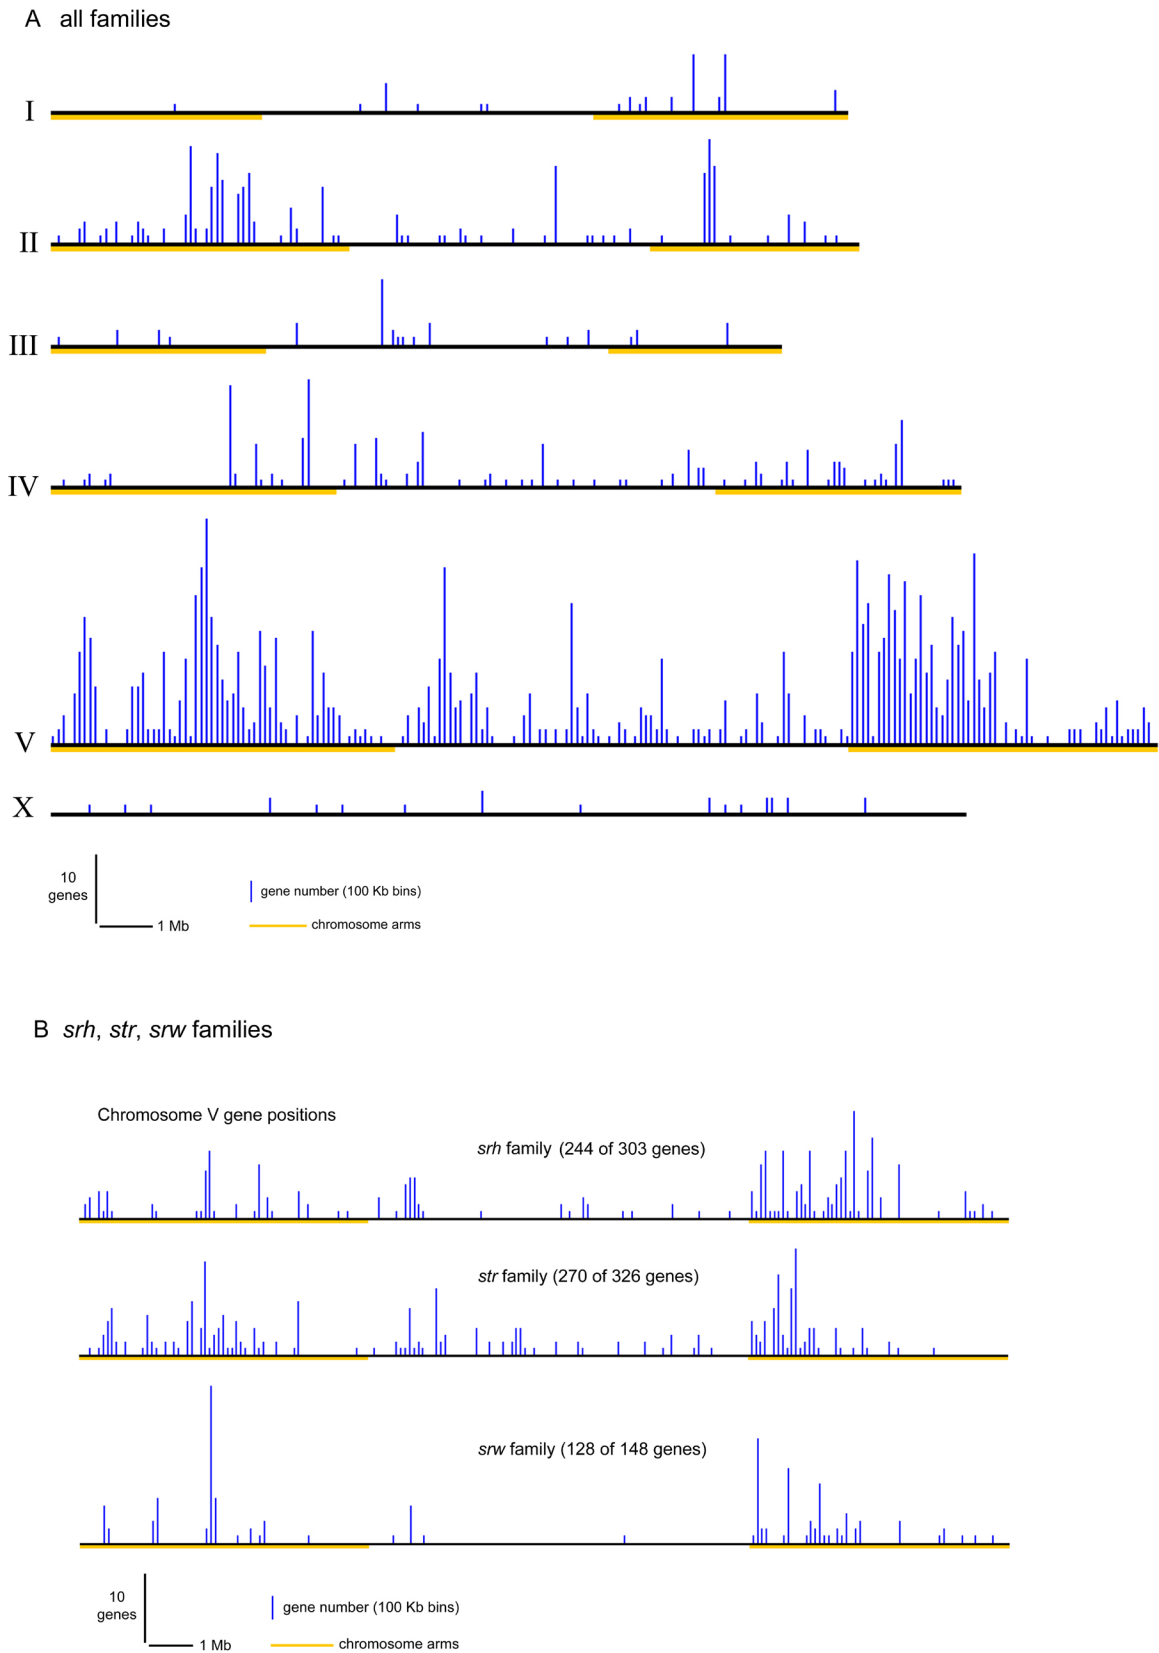 A all families
I
II
III
IV
V
X
10
genes
1 Mb
gene number (100 Kb bins)
chromosome arms
B srh, str, srw families
Chromosome V gene positions
srh family (244 of 303 genes)
str family (270 of 326 genes)
srw family (128 of 148 genes)
10
genes
1 Mb
gene number (100 Kb bins)
chromosome arms